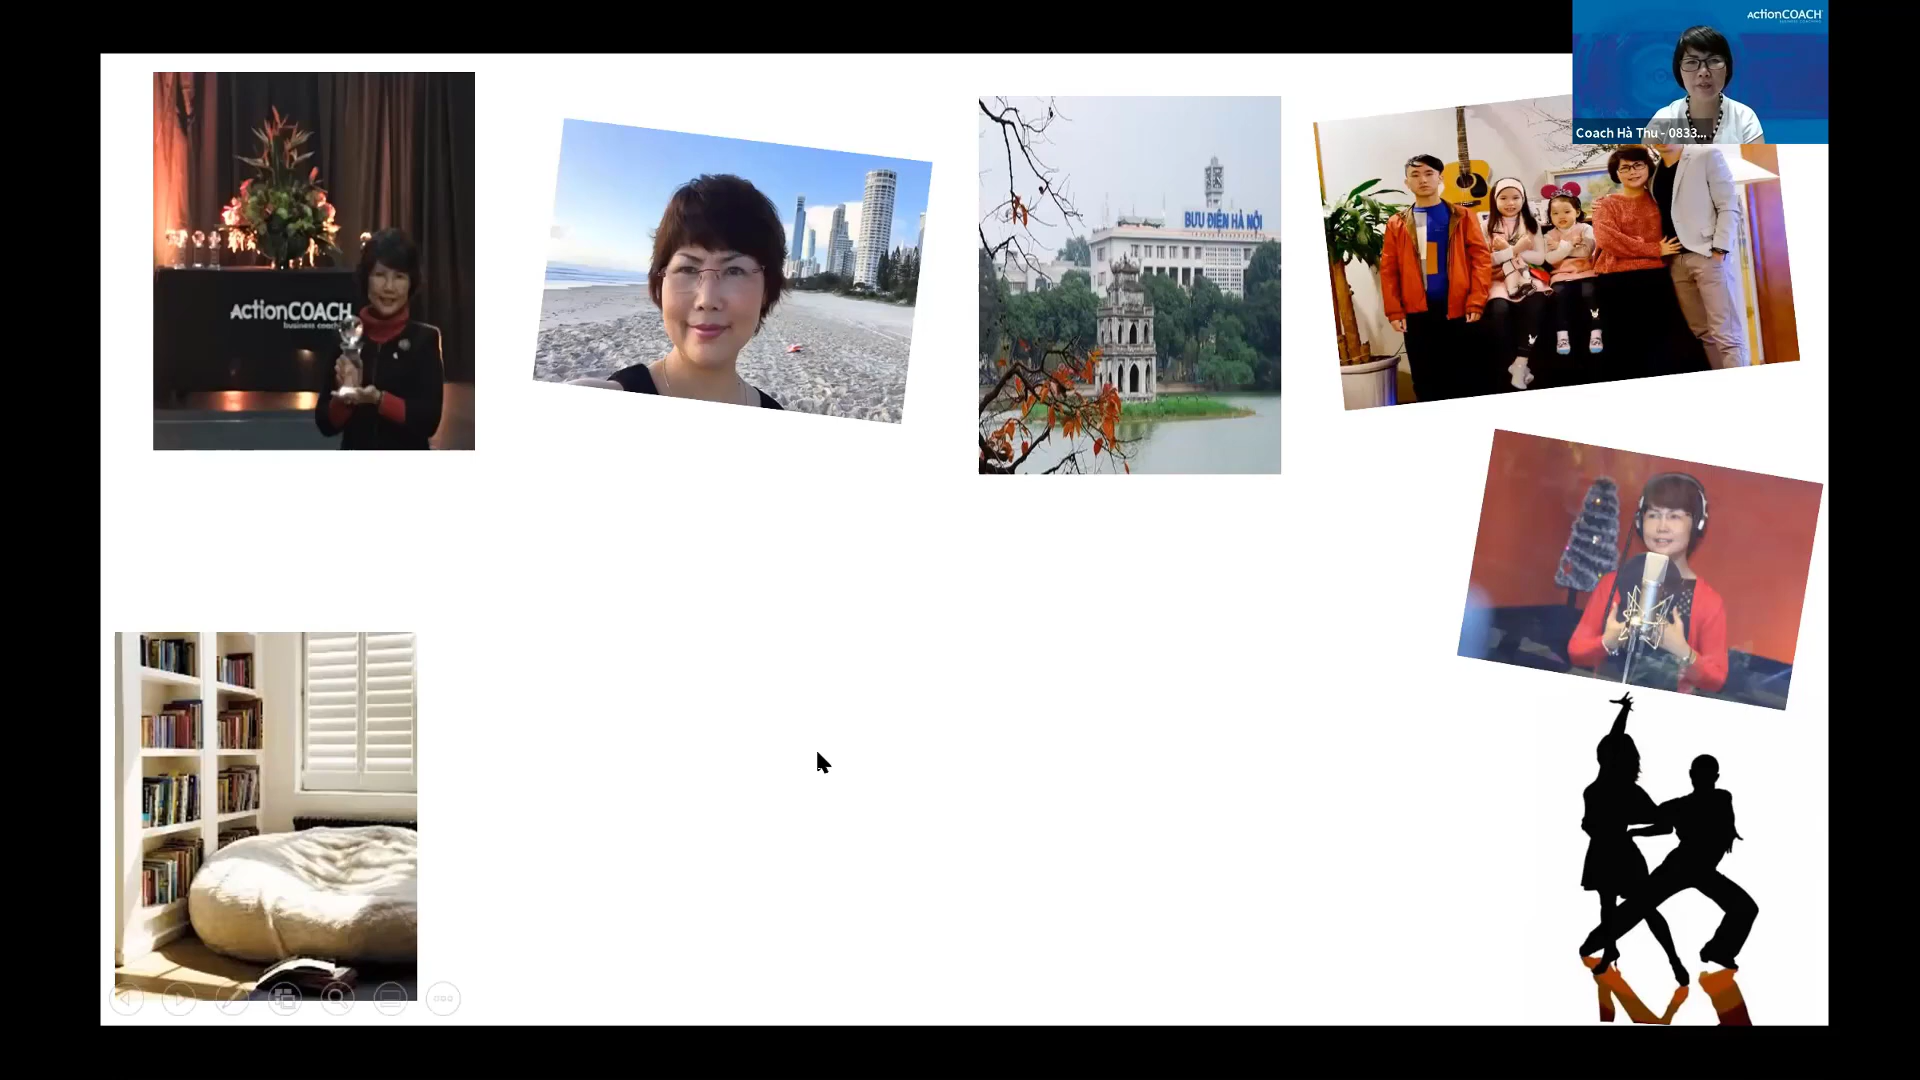 ActionCOACH
Coach Hà Thu - 0833...
BƯU ĐIỆN HÀ NỘI
ActionCOACH
business coach